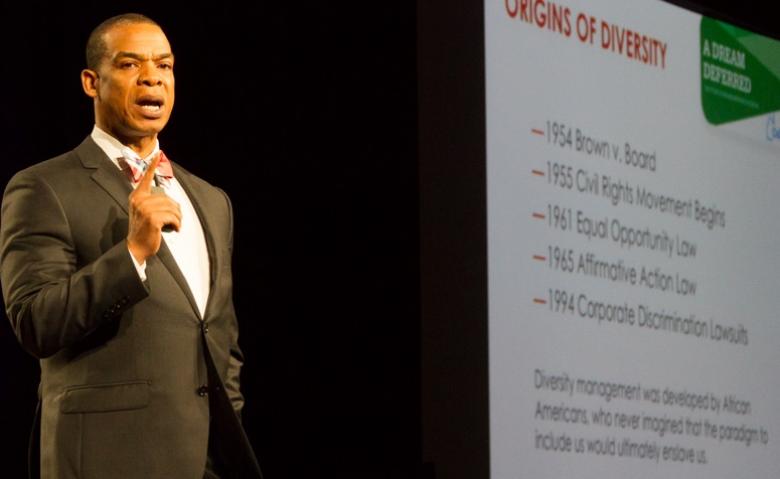 ORIGINS OF DIVERSITY
A DREAM
DEFERRED
—1954 Brown v. Board
—1955 Civil Rights Movement Begins
—1961 Equal Opportunity Law
—1965 Affirmative Action Law
—1994 Corporate Discrimination Lawsuits
Diversity management was developed by African
Americans, who never imagined that the paradigm to
include us would ultimately enslave us.